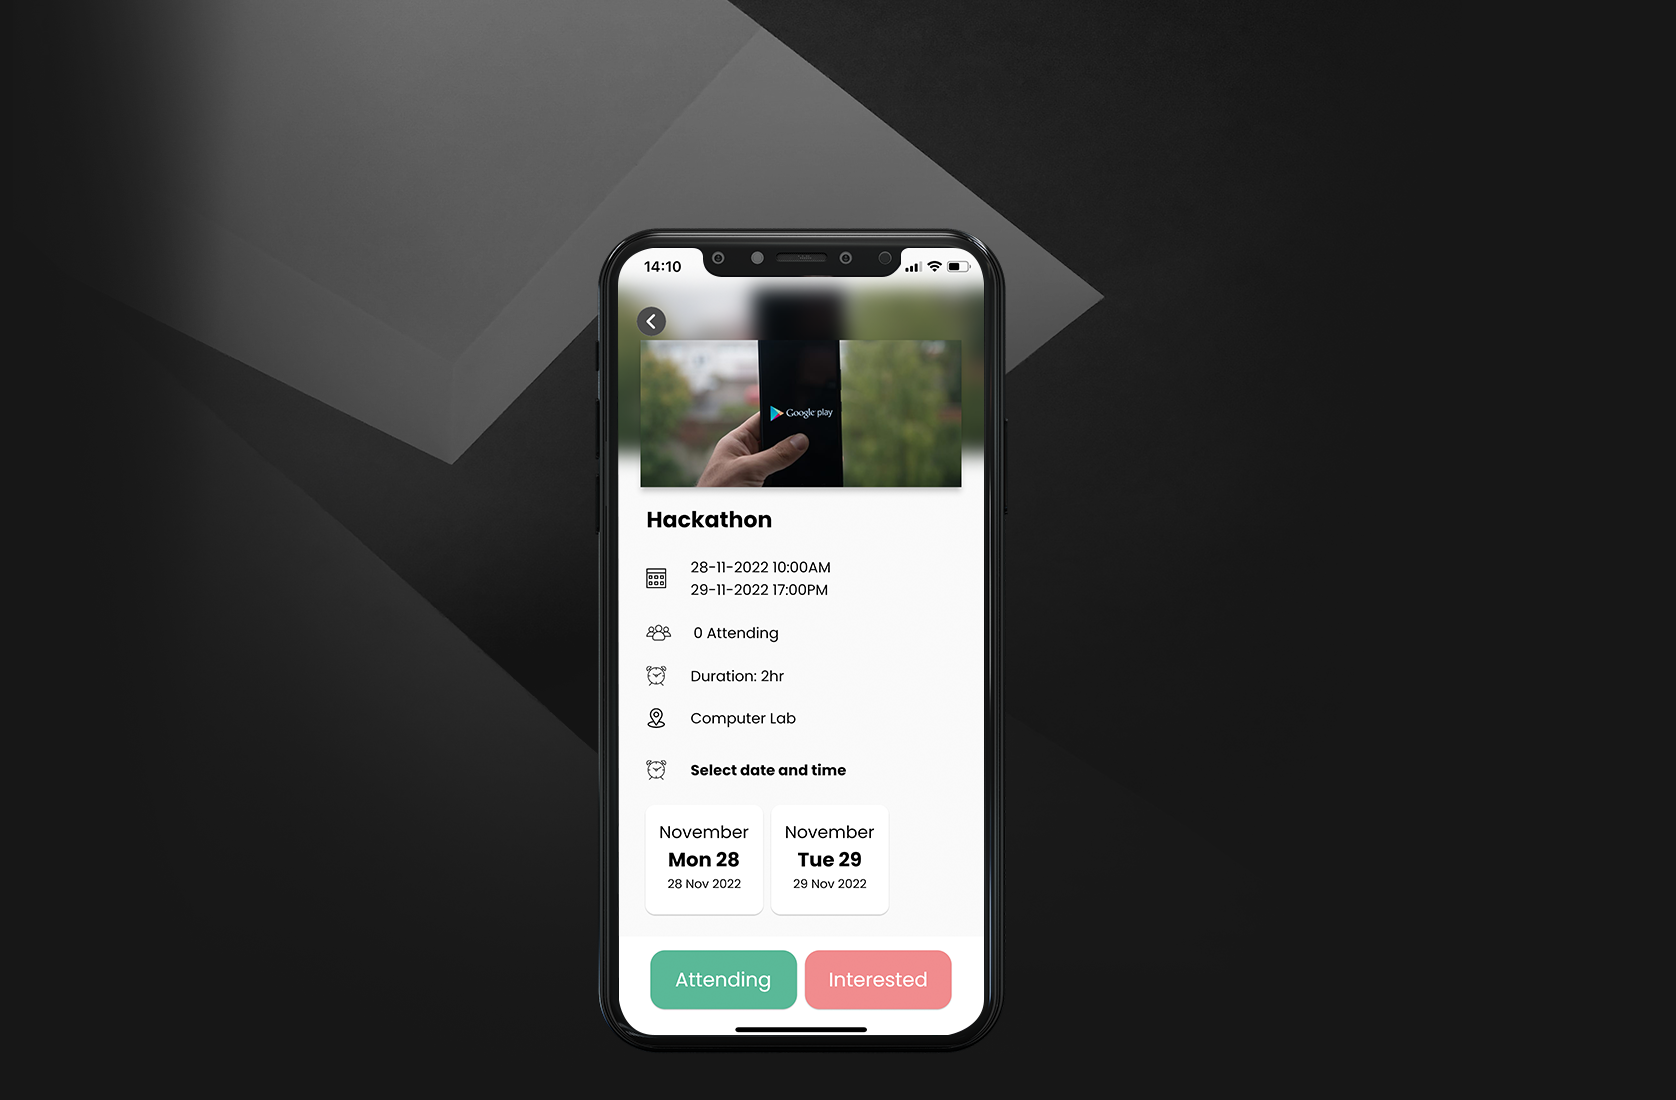 14:10
Google play
Hackathon
28-11-2022 10:00AM
29-11-2022 17:00PM
0 Attending
Duration: 2hr
Computer Lab
Select date and time
November
Mon 28
28 Nov 2022
November
Tue 29
29 Nov 2022
Attending
Interested